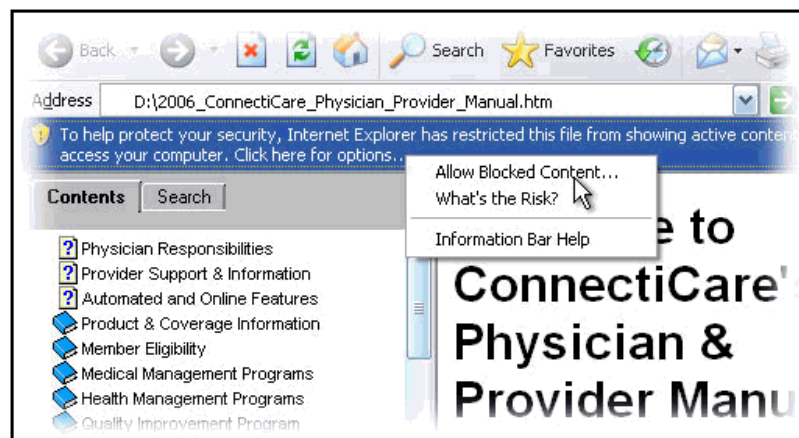 Back Search Favorites
Address D:\2006_ConnectiCare_Physician_Provider_Manual.htm
To help protect your security, Internet Explorer has restricted this file from showing active content
access your computer. Click here for options...
Allow Blocked Content...
What's the Risk?
Information Bar Help
Contents Search
Physician Responsibilities
Provider Support & Information
Automated and Online Features
Product & Coverage Information
Member Eligibility
Medical Management Programs
Health Management Programs
Quality Improvement Program
e to
ConnectiCare's
Physician &
Provider Manu